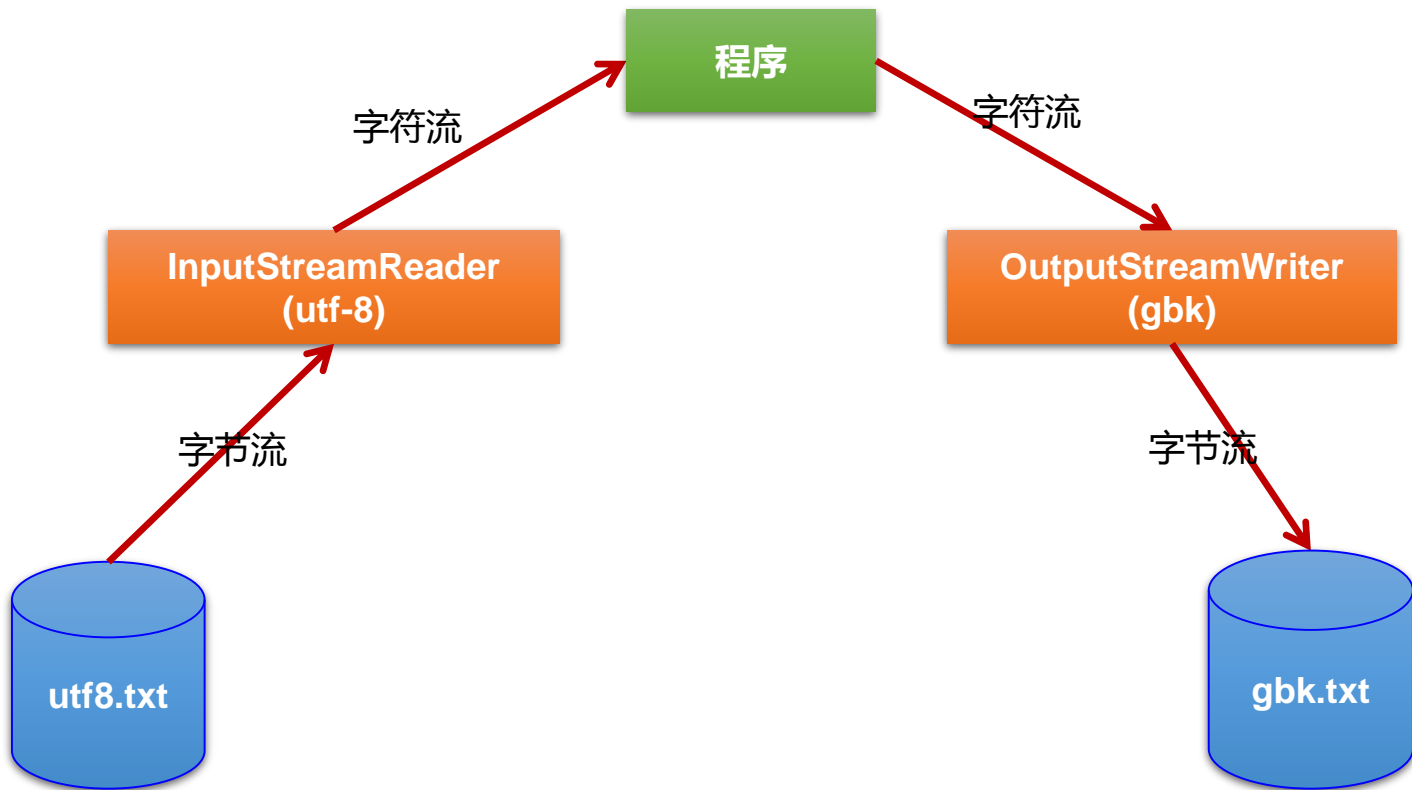 程序
字符流
字符流
InputStreamReader
(utf-8)
OutputStreamWriter
(gbk)
字节流
字节流
utf8.txt
gbk.txt